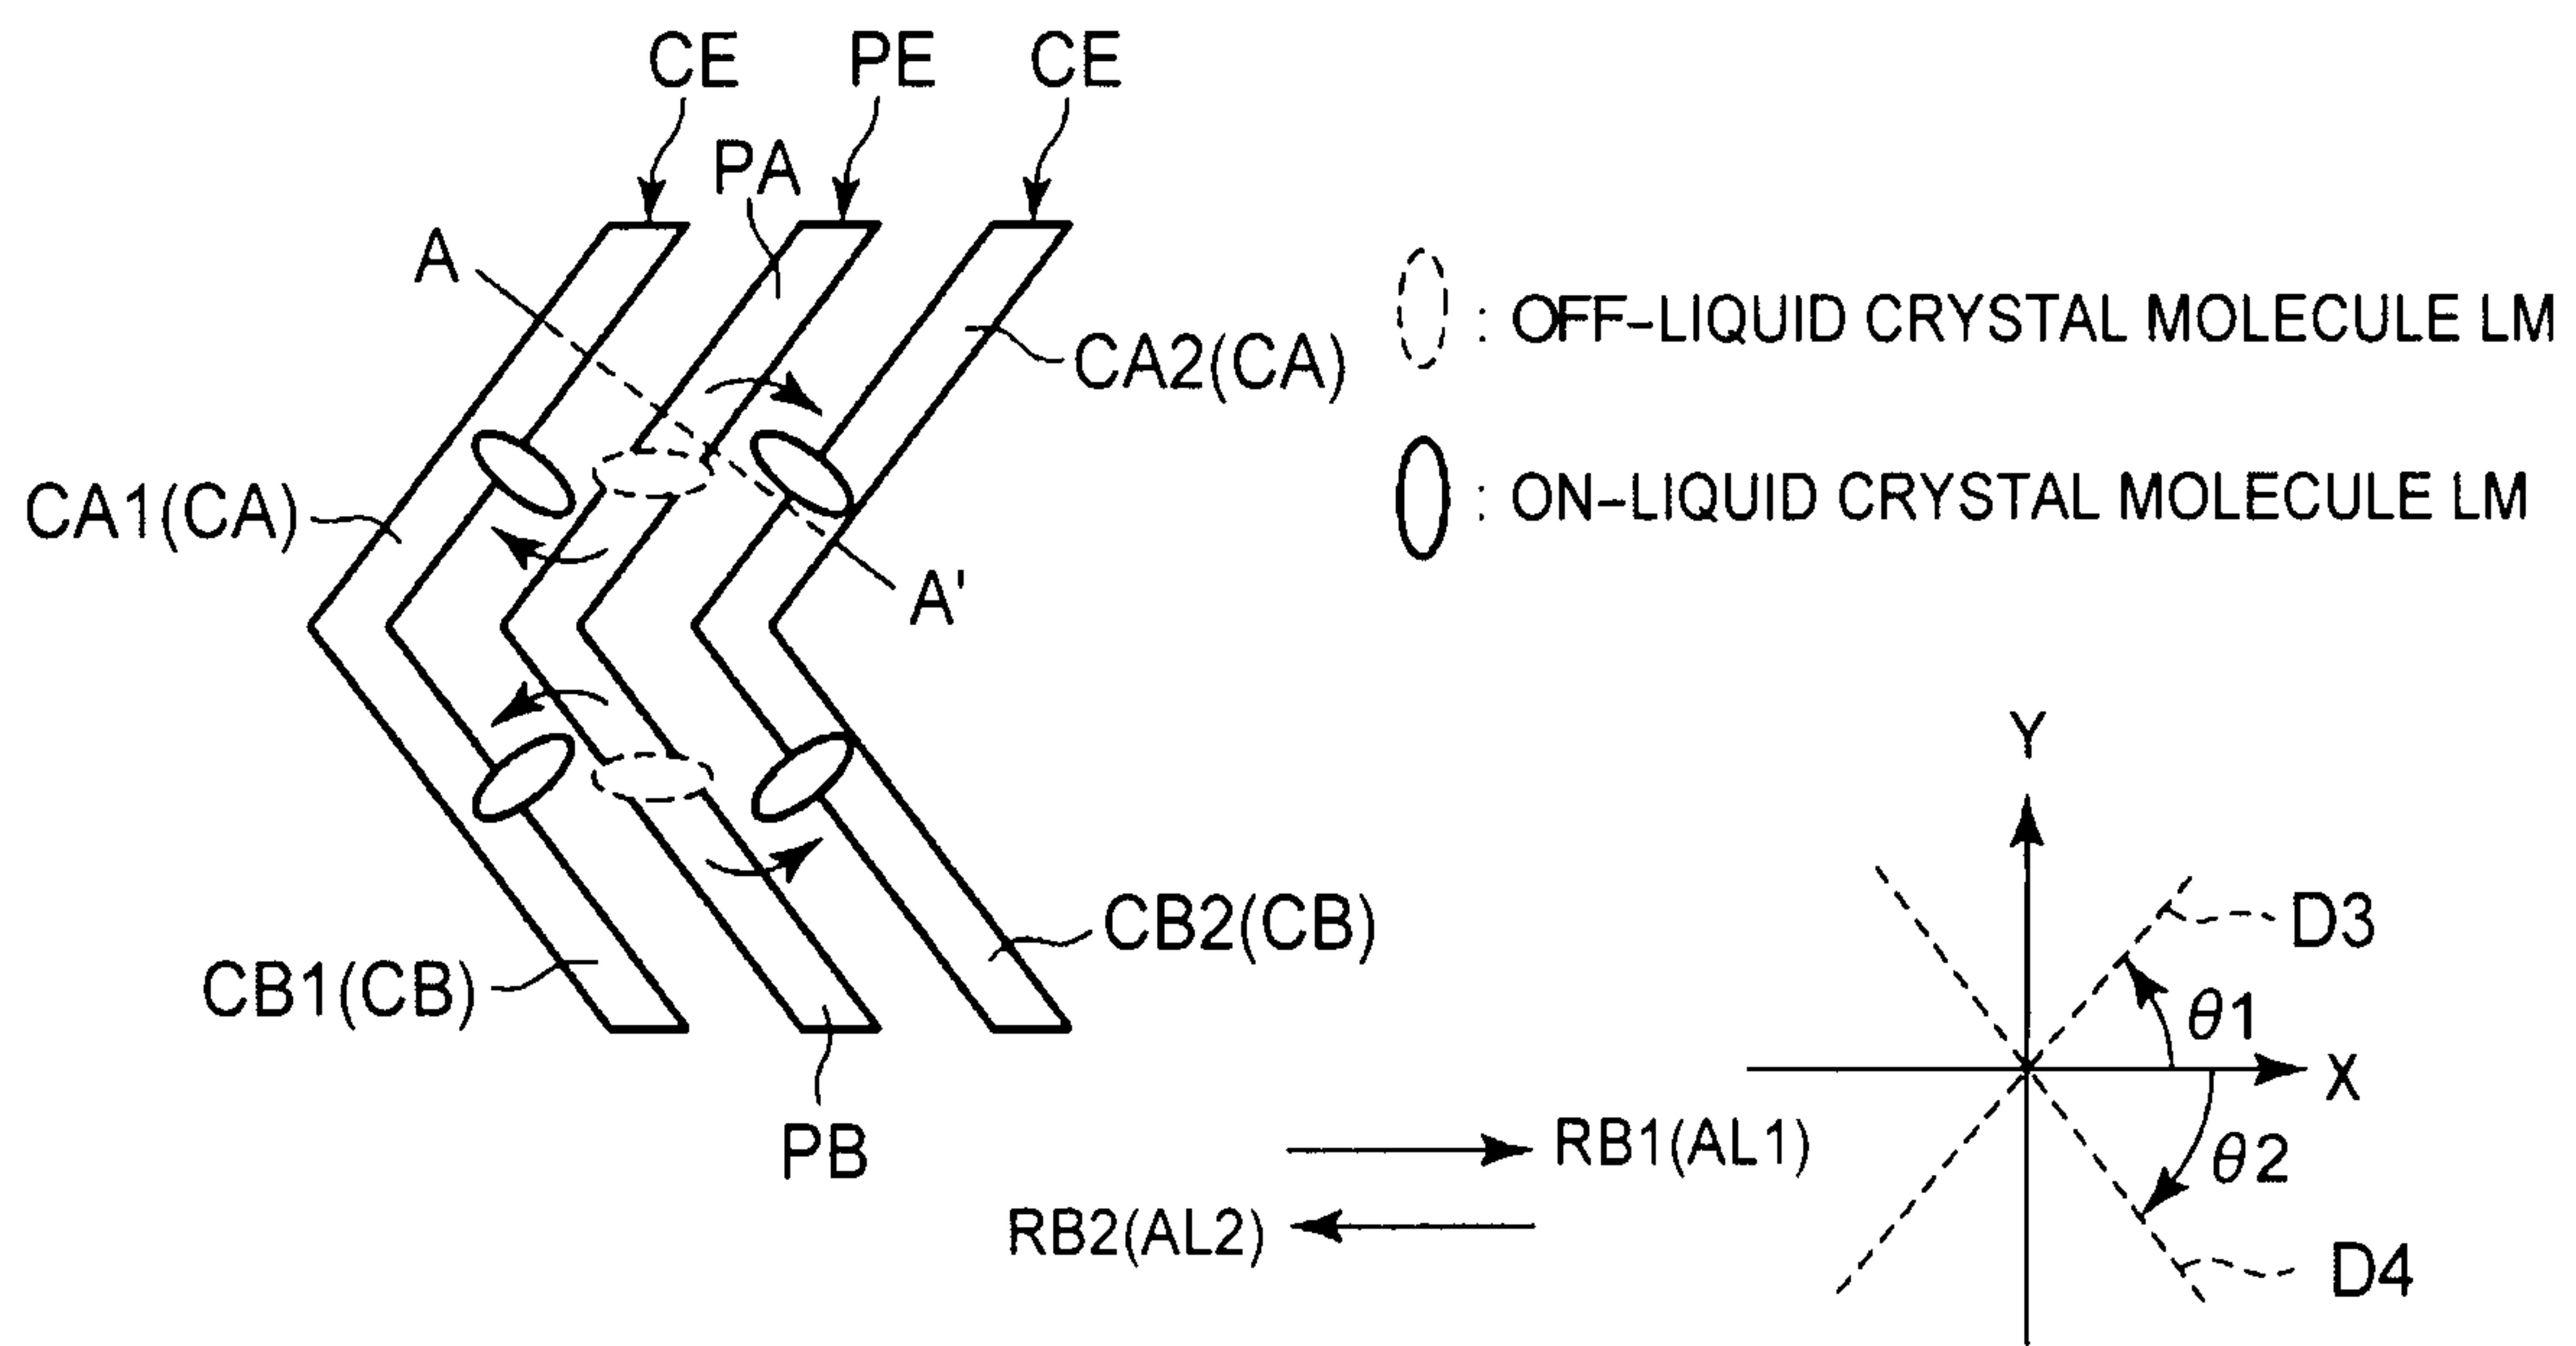 CE PE CE
PA
A
: OFF-LIQUID CRYSTAL MOLECULE LM
CA2(CA)
: ON-LIQUID CRYSTAL MOLECULE LM
CA1(CA)
A'
Y
CB2(CB)
D3
CB1(CB)
θ1
X
PB
RB1(AL1)
θ2
RB2(AL2)
D4